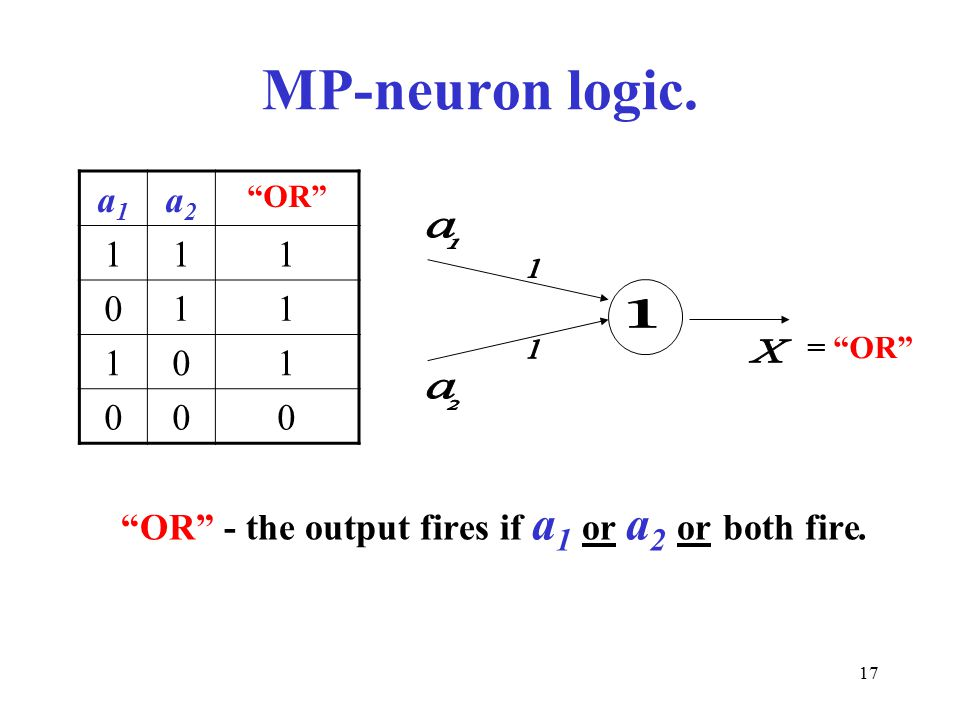 MP-neuron logic.
a1 a2 “OR”
1 1 1
0 1 1
1 0 1
0 0 0
a1
1
1
1
a2
X = “OR”
“OR” - the output fires if a1 or a2 or both fire.
17